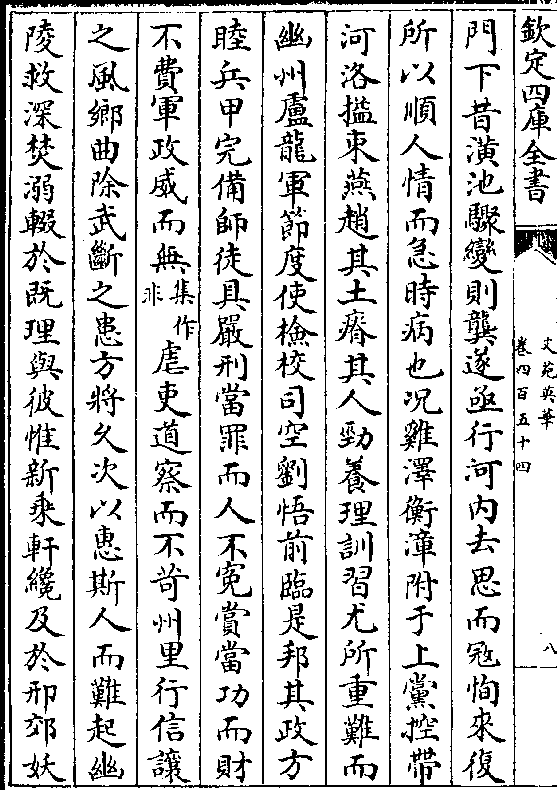 欽定四庫全書
文苑英華
卷四百五十四
八
門下昔潢池驟變則龔遂亟行河内去思而冦恂來復
所以順人情而急時病也况雞澤衡漳附于上黨控帶
河洛搤束燕趙其土瘠其人勁養理訓習尤所重難而
幽州盧龍軍節度使檢校司空劉悟前臨是邦其政方
睦兵甲完備師徒具嚴刑當罪而人不寃賞當功而財
不費軍政威而無集作非虐吏道察而不苛州里行信讓
之風鄉曲除武斷之患方將久次以惠斯人而難起幽
陵救深焚溺輟於既理與彼惟新乗軒纔及於邢郊妖